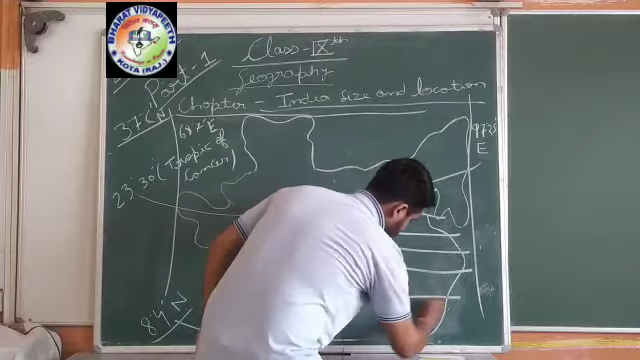 BHARAT VIDYAPEETH
KOTA (RAJ.)
Part-1
Class-IXth
Geography
Chapter - India size and location
37°6' N
68°7' E
97°25'
E
23°30' (Tropic of
Cancer)
8°4' N